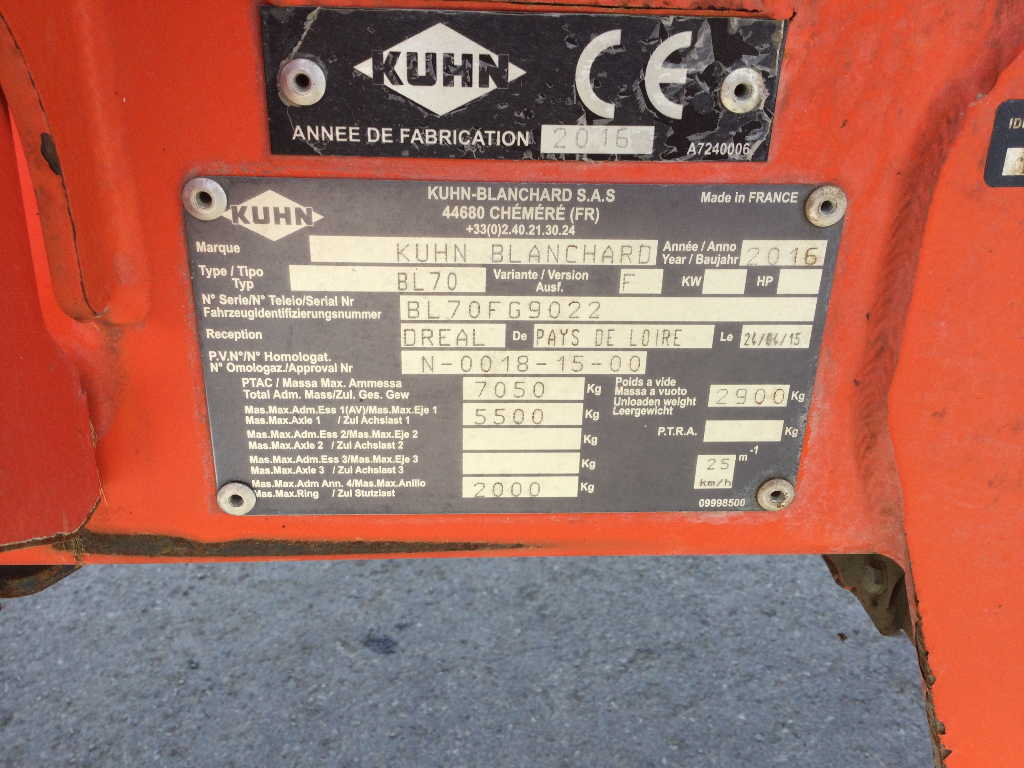 KUHN CE
ANNEE DE FABRICATION 2016 A7240006
KUHN
KUHN-BLANCHARD S.A.S Made in FRANCE
44680 CHÉMÉRÉ (FR)
+33(0)2.40.21.30.24
Marque KUHN BLANCHARD Année / Anno
Year / Baujahr 2016
Type / Tipo
Typ BL70 Variante / Version
Ausf. F KW HP
N° Serie/N° Teleio/Serial Nr
Fahrzeugidentifizierungsnummer BL70FG9022
Reception DREAL De PAYS DE LOIRE Le 24/04/15
P.V.N°/N° Homologat.
N° Omologaz./Approval Nr N-0018-15-00
PTAC / Massa Max. Ammessa
Total Adm. Mass/Zul. Ges. Gew 7050 Kg
Poids a vide
Massa a vuoto
Unloaden weight
Leergewicht 2900 Kg
Mas.Max.Adm.Ess 1(AV)/Mas.Max.Eje 1
Mas.Max.Axle 1 / Zul Achslast 1 5500 Kg
Mas.Max.Adm.Ess 2/Mas.Max.Eje 2
Mas.Max.Axle 2 / Zul Achslast 2 Kg
P.T.R.A. Kg
Mas.Max.Adm.Ess 3/Mas.Max.Eje 3
Mas.Max.Axle 3 / Zul Achslast 3 Kg
25 m-1
km/h
Mas.Max.Adm Ann. 4/Mas.Max.Anillo
Mas.Max.Ring / Zul Stutzlast 2000 Kg
09998500